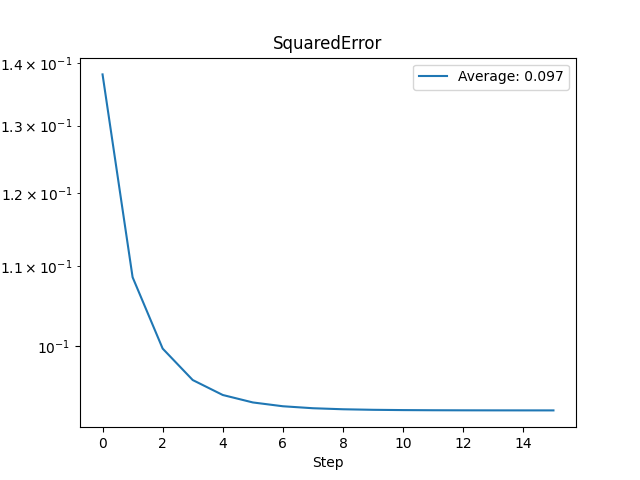 SquaredError
Average: 0.097
1.4 × 10⁻¹
1.3 × 10⁻¹
1.2 × 10⁻¹
1.1 × 10⁻¹
10⁻¹
0 2 4 6 8 10 12 14
Step